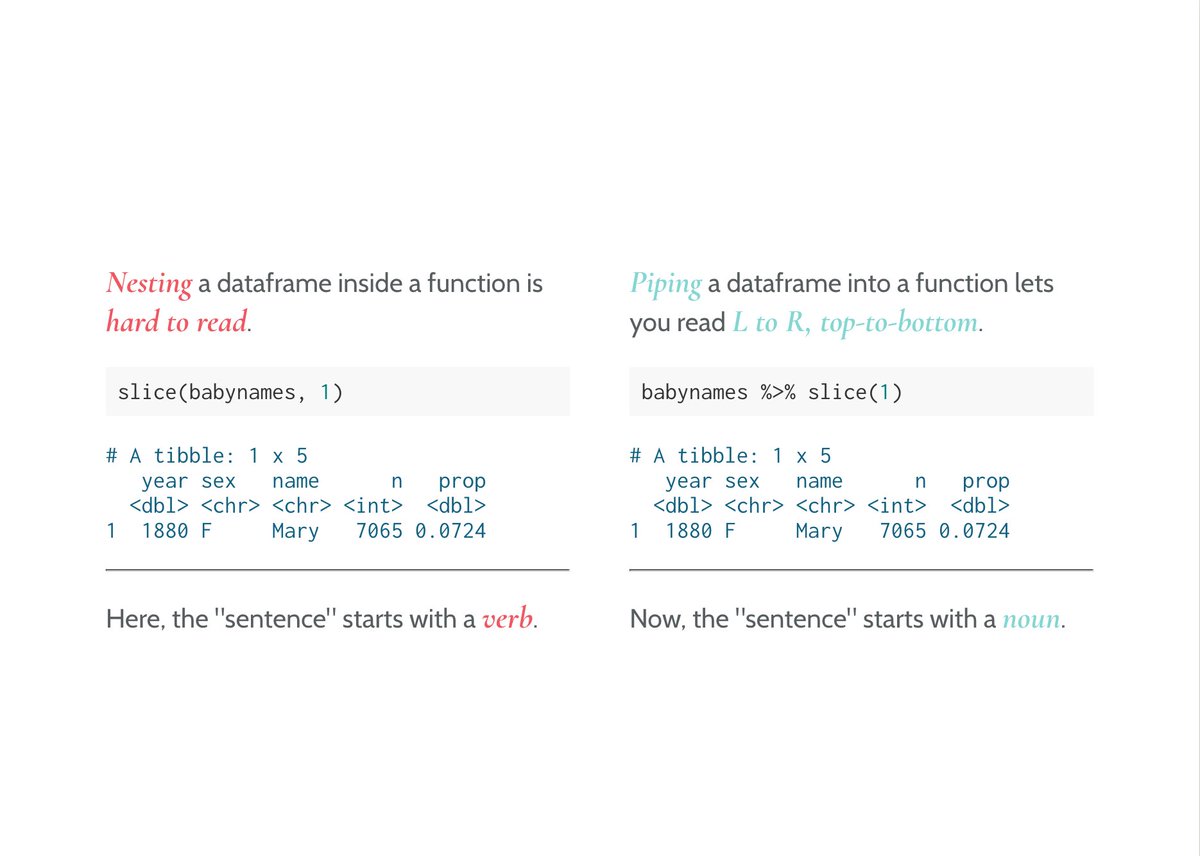 Nesting a dataframe inside a function is
hard to read.
slice(babynames, 1)
# A tibble: 1 x 5
   year sex   name      n   prop
  <dbl> <chr> <chr> <int>  <dbl>
1  1880 F     Mary   7065 0.0724
Here, the "sentence" starts with a verb.
Piping a dataframe into a function lets
you read L to R, top-to-bottom.
babynames %>% slice(1)
# A tibble: 1 x 5
   year sex   name      n   prop
  <dbl> <chr> <chr> <int>  <dbl>
1  1880 F     Mary   7065 0.0724
Now, the "sentence" starts with a noun.